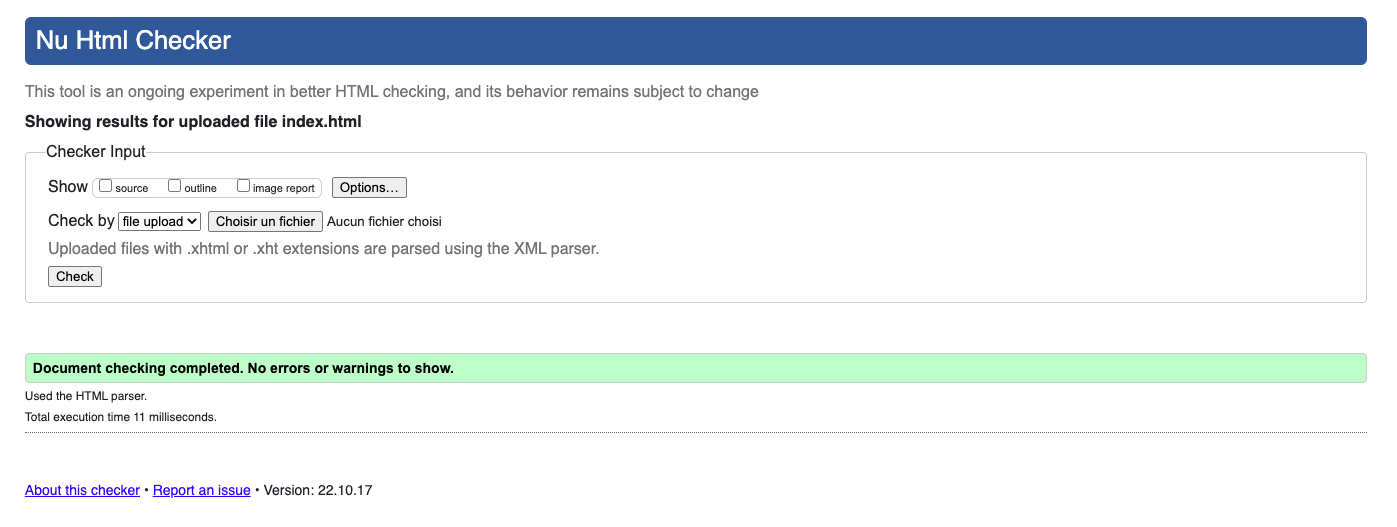 Nu Html Checker
This tool is an ongoing experiment in better HTML checking, and its behavior remains subject to change
Showing results for uploaded file index.html
Checker Input
Show source outline image report Options...
Check by file upload Choisir un fichier Aucun fichier choisi
Uploaded files with .xhtml or .xht extensions are parsed using the XML parser.
Check
Document checking completed. No errors or warnings to show.
Used the HTML parser.
Total execution time 11 milliseconds.
About this checker • Report an issue • Version: 22.10.17